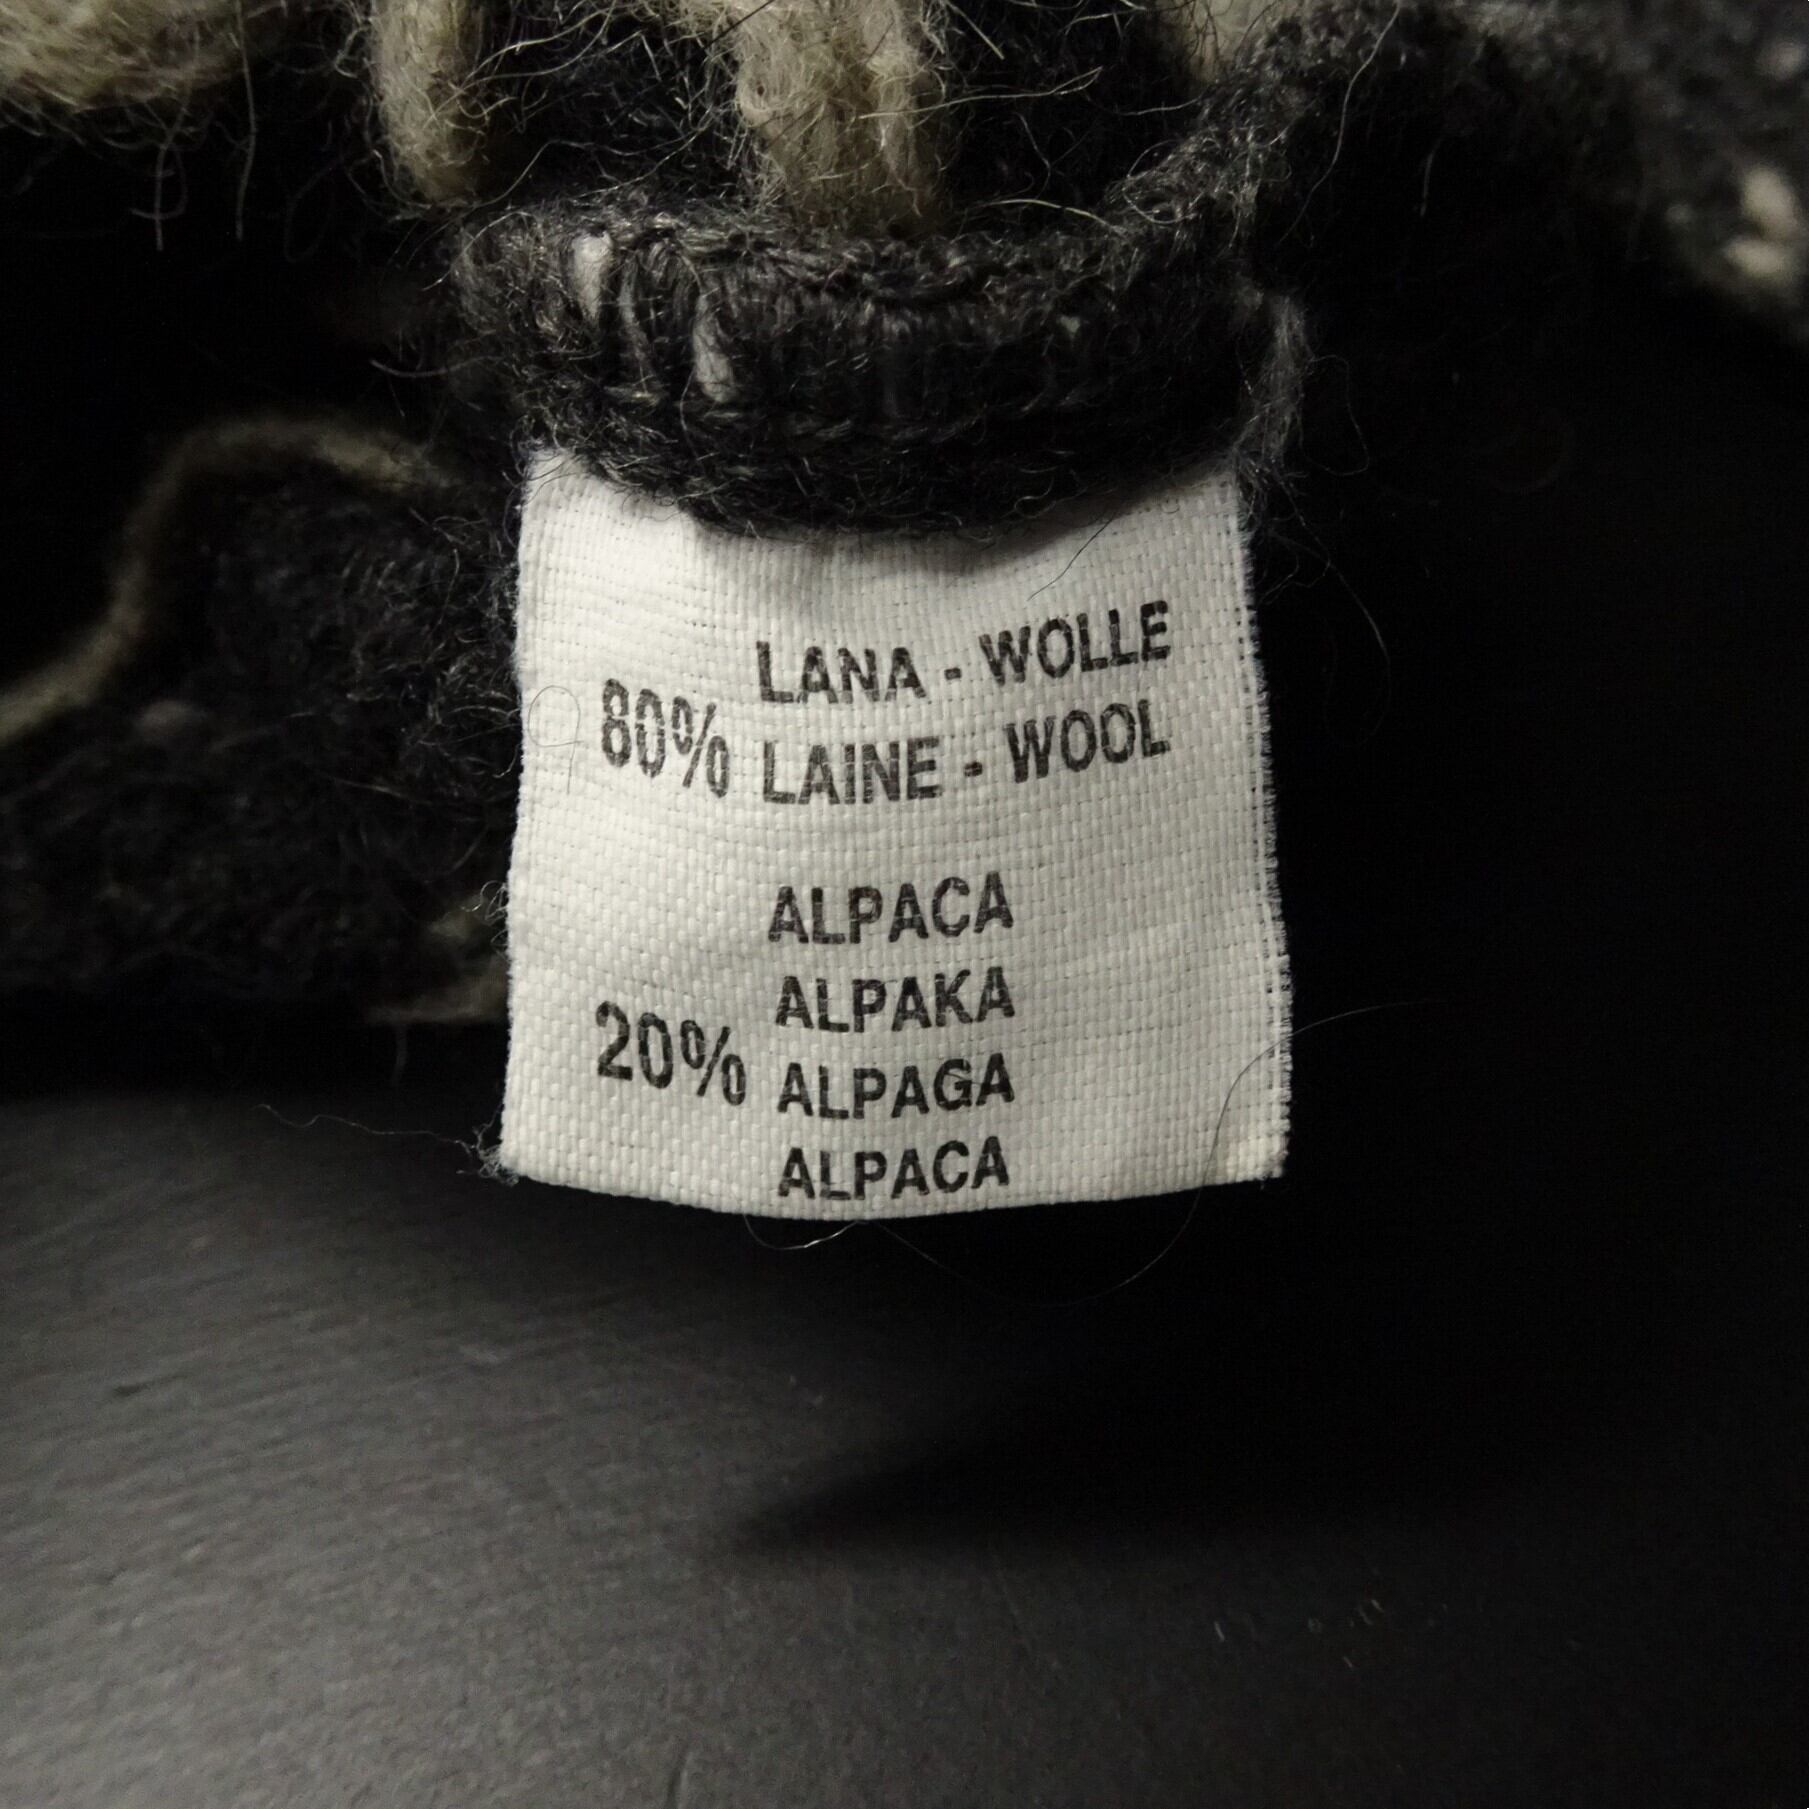 LANA - WOLLE
80% LAINE - WOOL
ALPACA
ALPAKA
20% ALPAGA
ALPACA